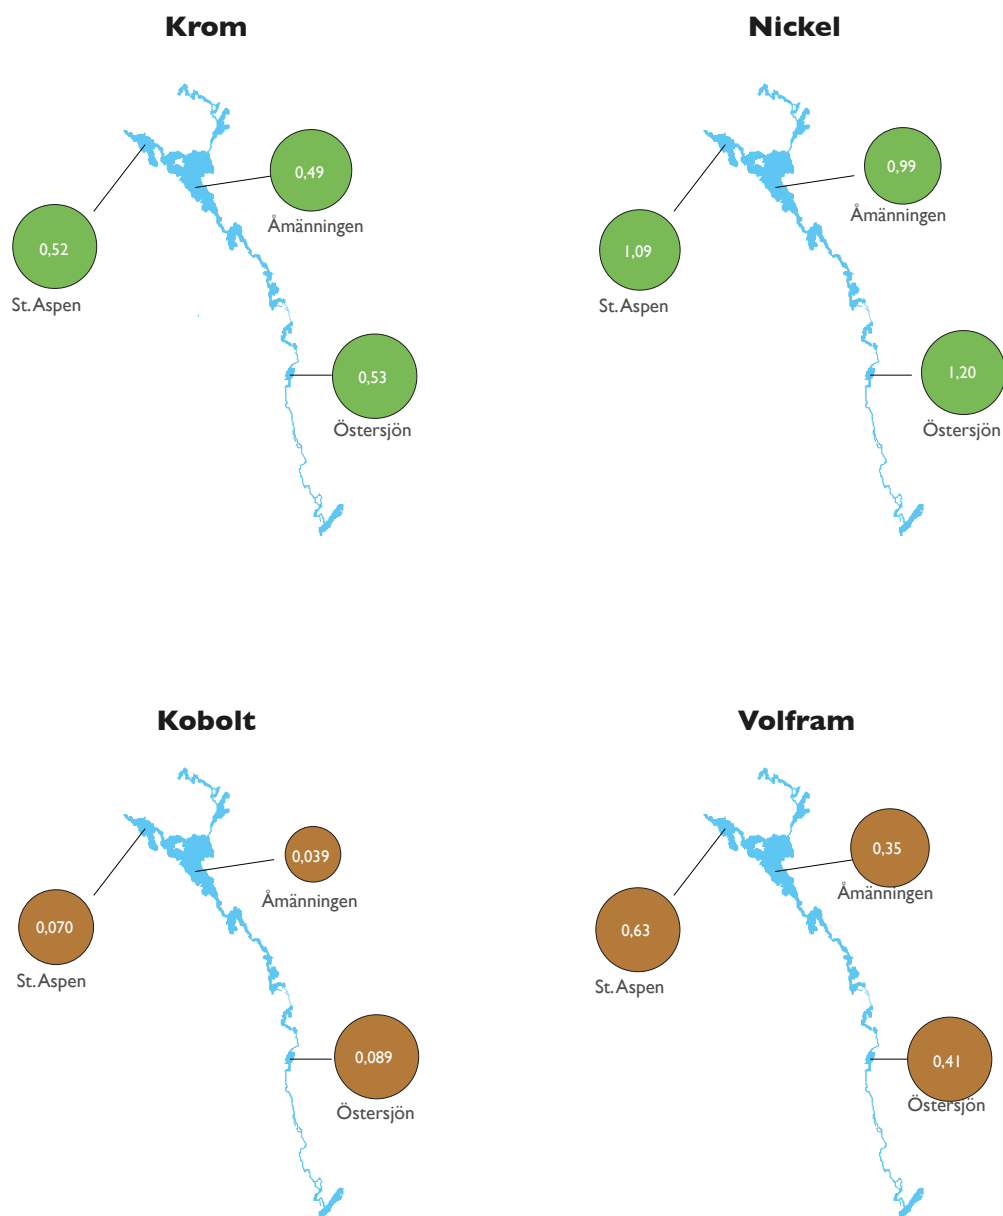 Krom
Nickel
0,49
Åmänningen
0,52
St. Aspen
0,53
Östersjön
0,99
Åmänningen
1,09
St. Aspen
1,20
Östersjön
Kobolt
Volfram
0,039
Åmänningen
0,070
St. Aspen
0,089
Östersjön
0,35
Åmänningen
0,63
St. Aspen
0,41
Östersjön